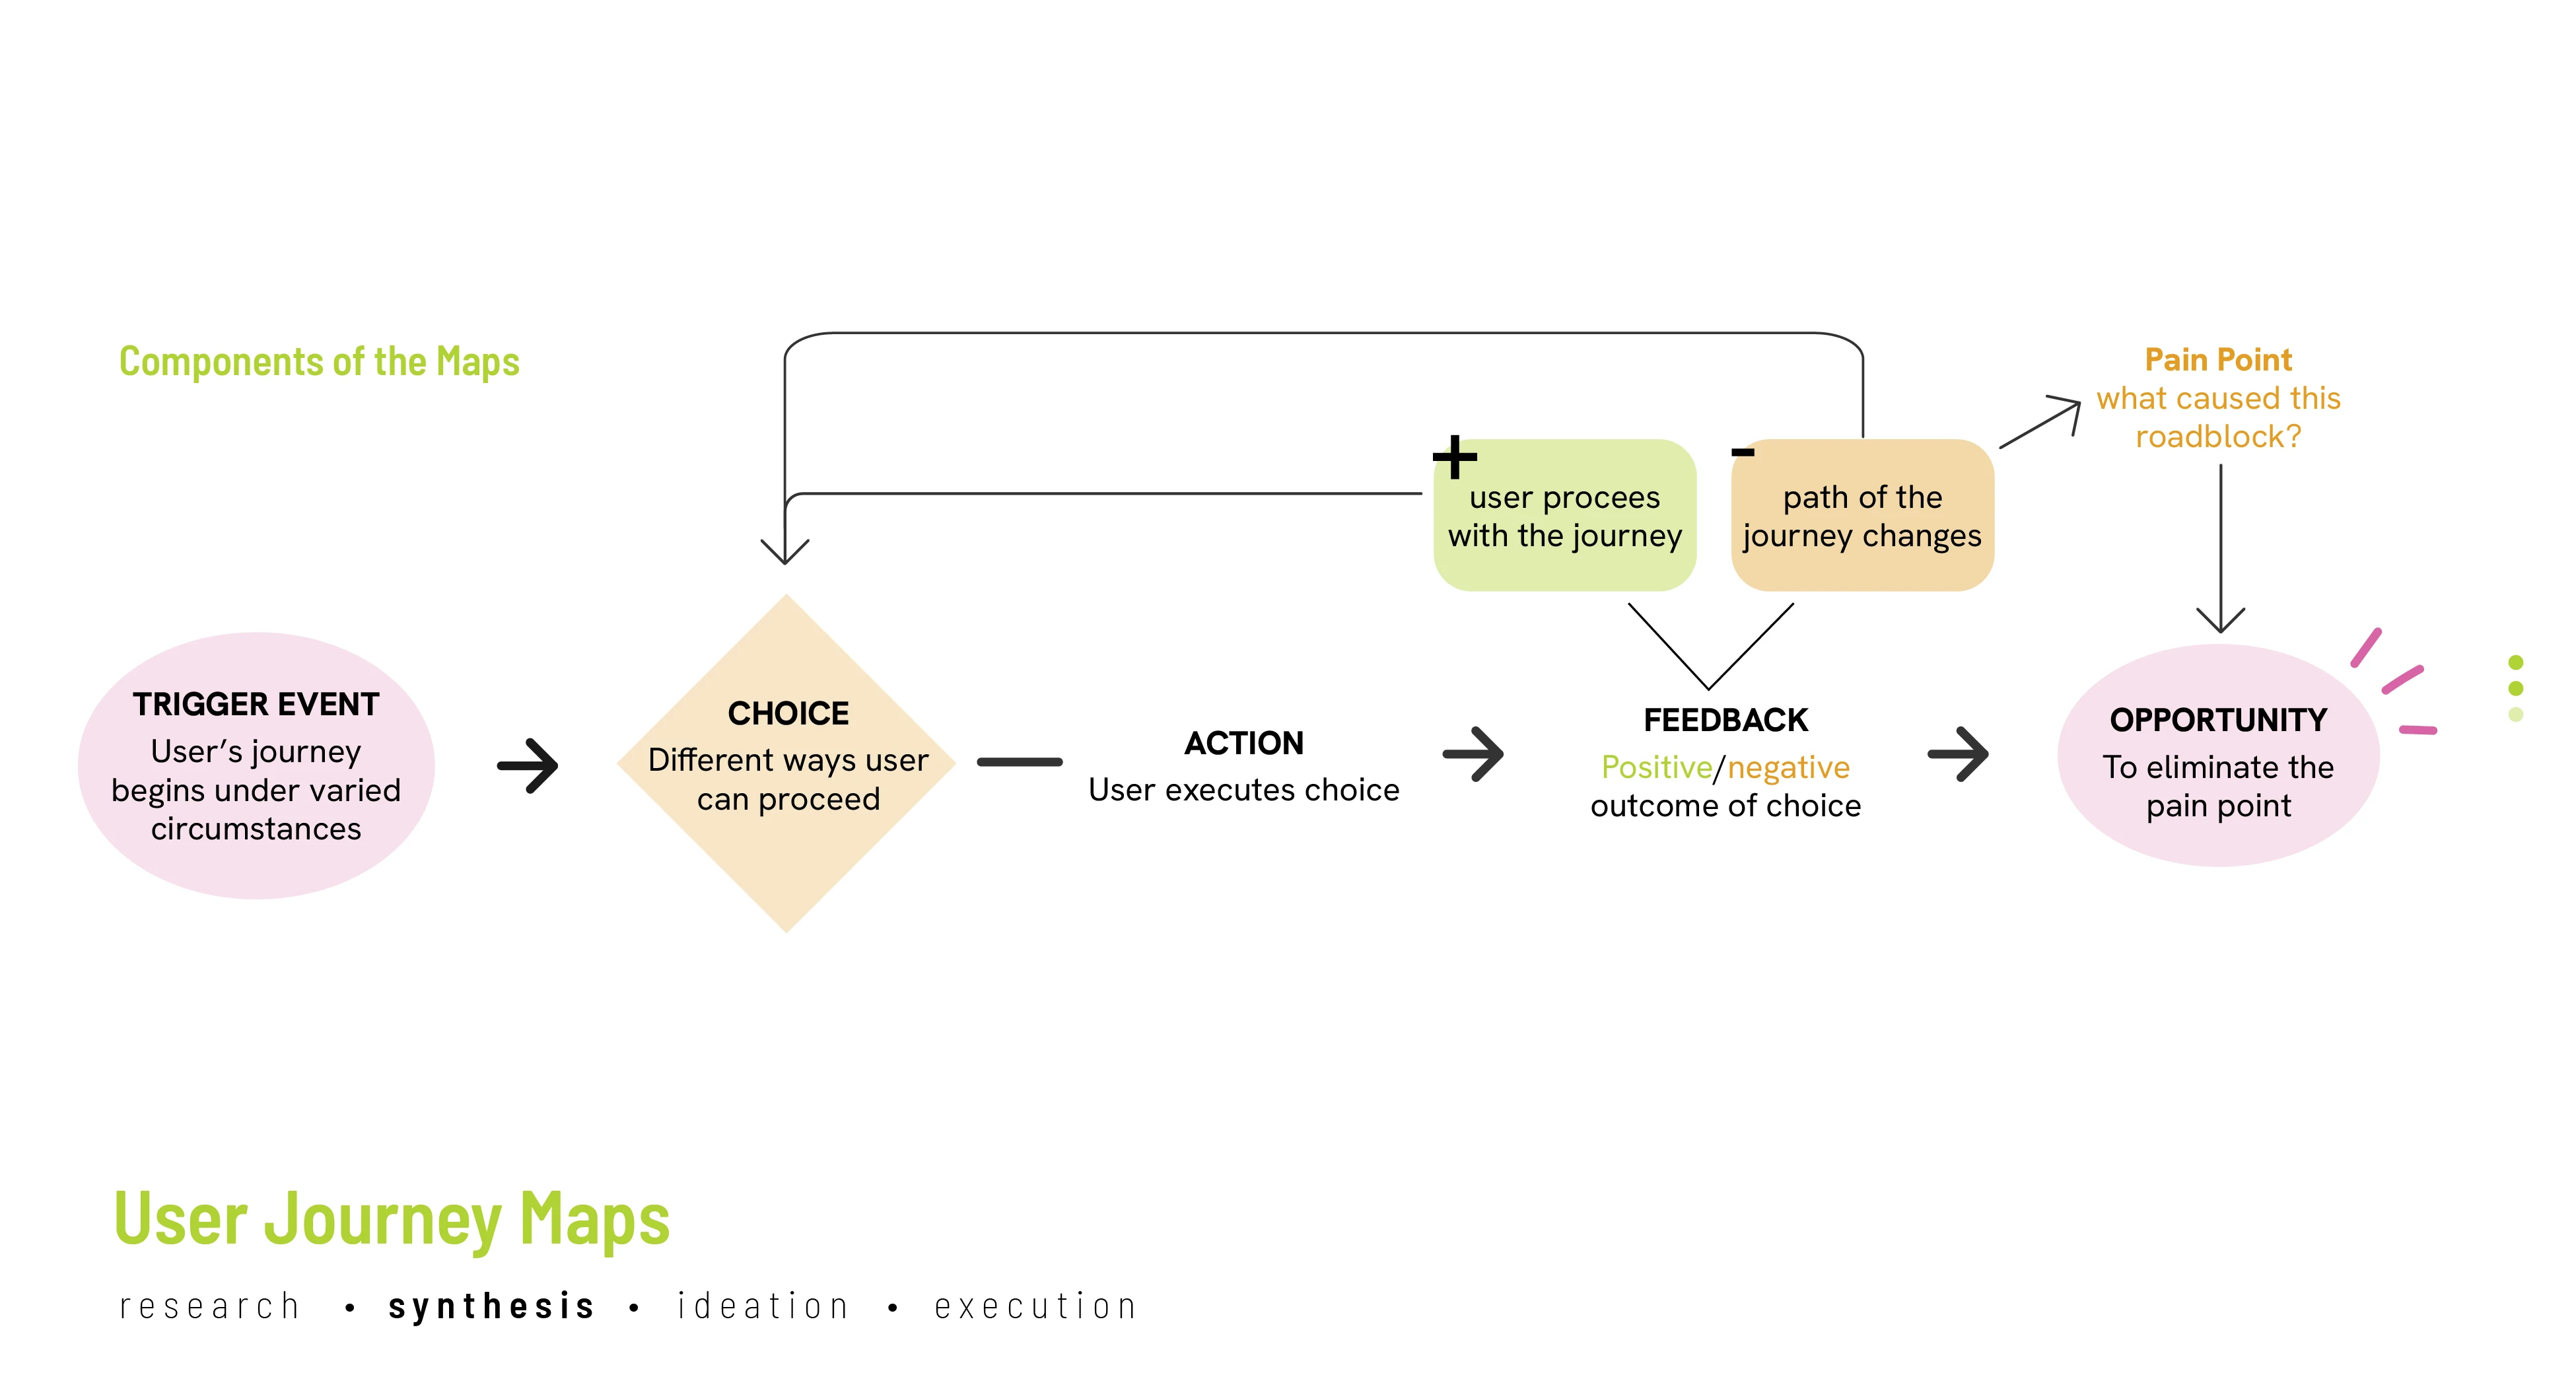 Components of the Maps
TRIGGER EVENT
User’s journey
begins under varied
circumstances
CHOICE
Different ways user
can proceed
ACTION
User executes choice
+
user procees
with the journey
-
path of the
journey changes
FEEDBACK
Positive/negative
outcome of choice
Pain Point
what caused this
roadblock?
OPPORTUNITY
To eliminate the
pain point
User Journey Maps
research • synthesis • ideation • execution